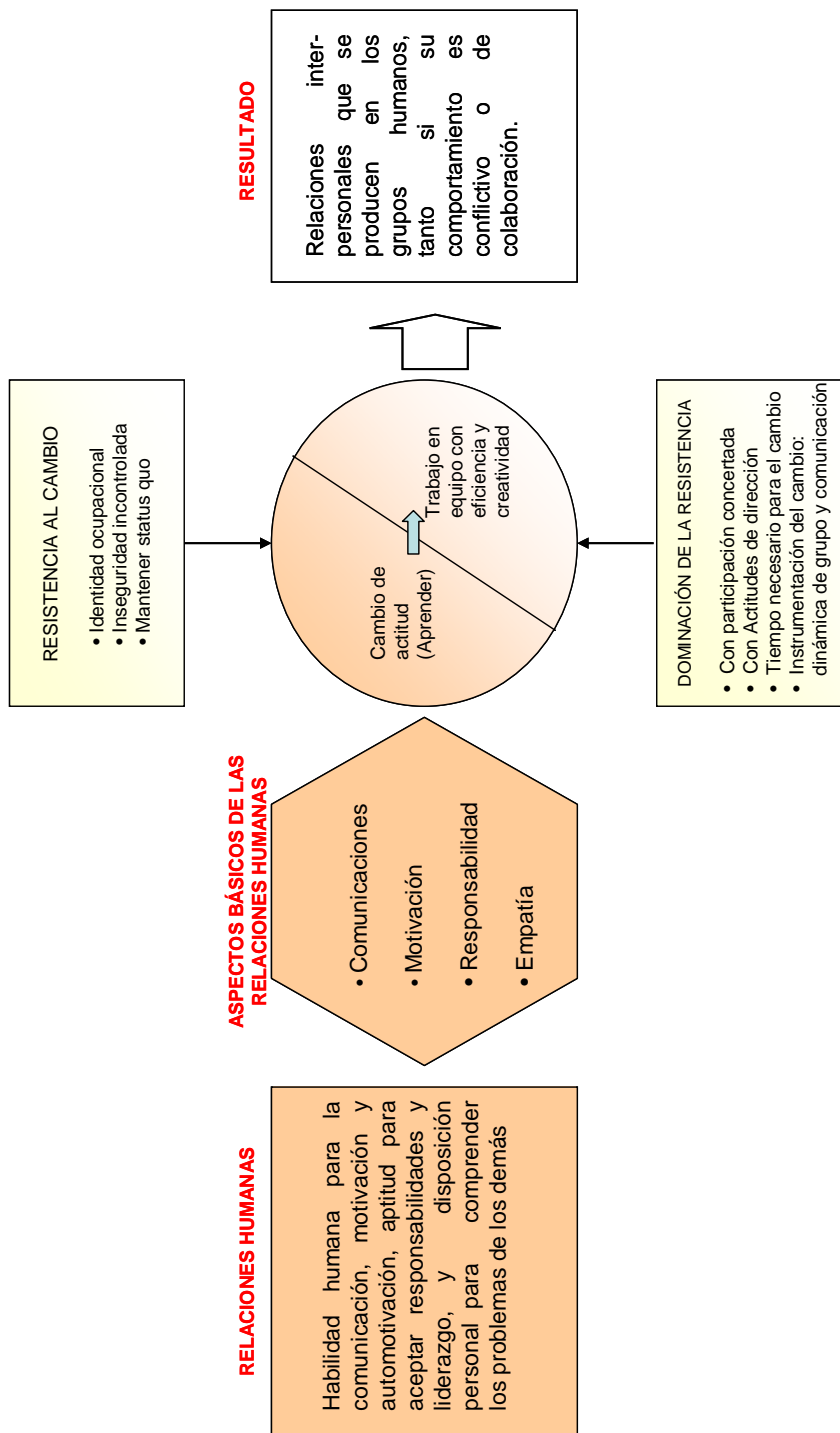 RELACIONES HUMANAS
Habilidad humana para la
comunicación, motivación y
automotivación, aptitud para
aceptar responsabilidades y
liderazgo, y disposición
personal para comprender
los problemas de los demás
ASPECTOS BÁSICOS DE LAS
RELACIONES HUMANAS
• Comunicaciones
• Motivación
• Responsabilidad
• Empatía
RESISTENCIA AL CAMBIO
• Identidad ocupacional
• Inseguridad incontrolada
• Mantener status quo
Cambio de
actitud
(Aprender)
Trabajo en
equipo con
eficiencia y
creatividad
DOMINACIÓN DE LA RESISTENCIA
• Con participación concertada
• Con Actitudes de dirección
• Tiempo necesario para el cambio
• Instrumentación del cambio:
dinámica de grupo y comunicación
RESULTADO
Relaciones inter-
personales que se
producen en los
grupos humanos,
tanto si su
comportamiento es
conflictivo o de
colaboración.